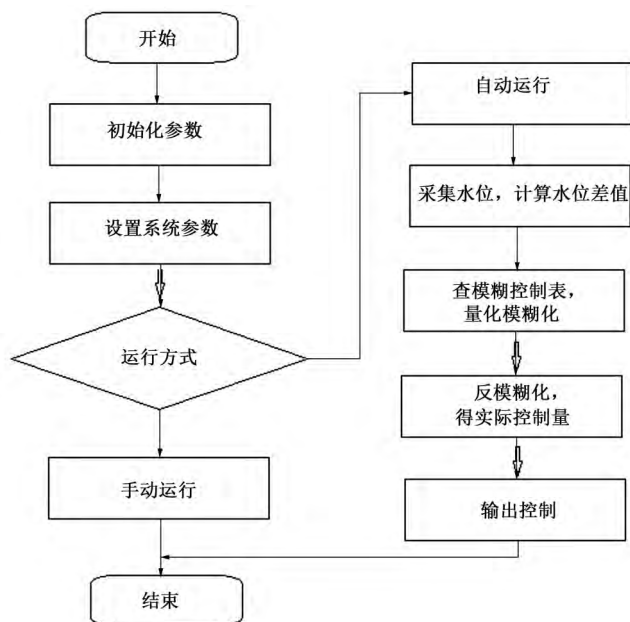 开始
初始化参数
设置系统参数
运行方式
手动运行
结束
自动运行
采集水位，计算水位差值
查模糊控制表，
量化模糊化
反模糊化，
得实际控制量
输出控制